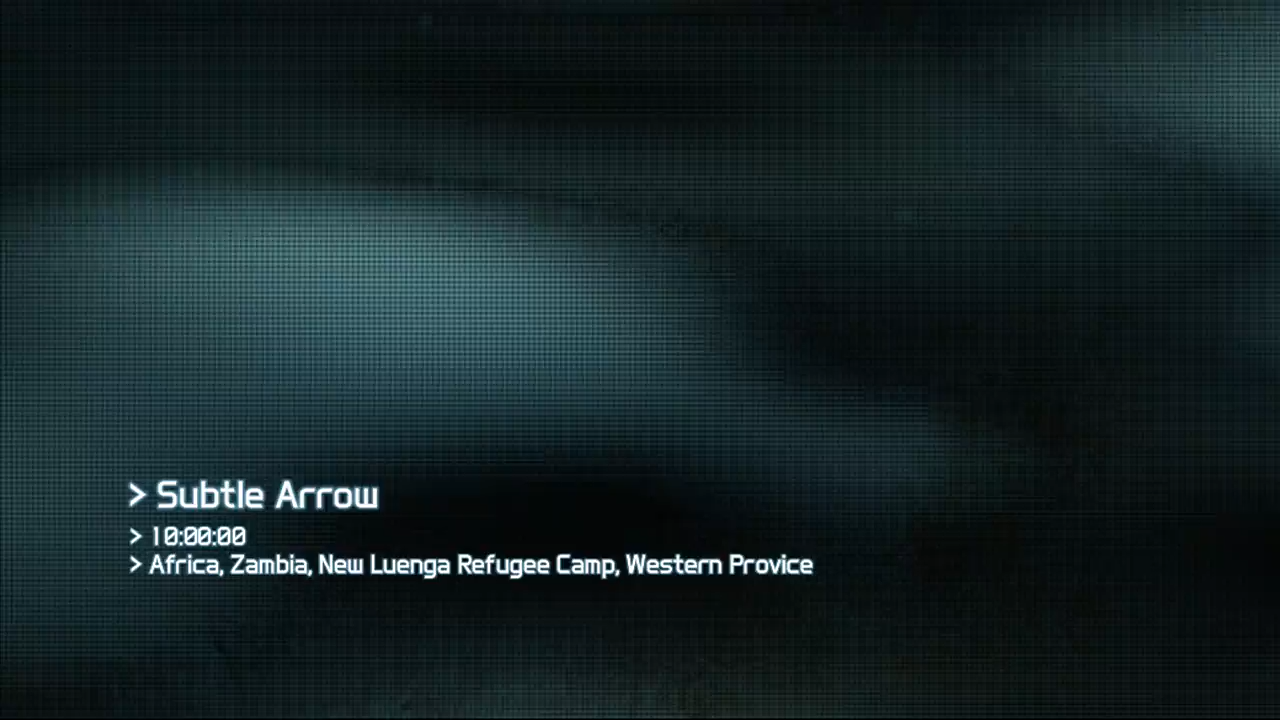 > Subtle Arrow
> 10:00:00
> Africa, Zambia, New Luenga Refugee Camp, Western Provice